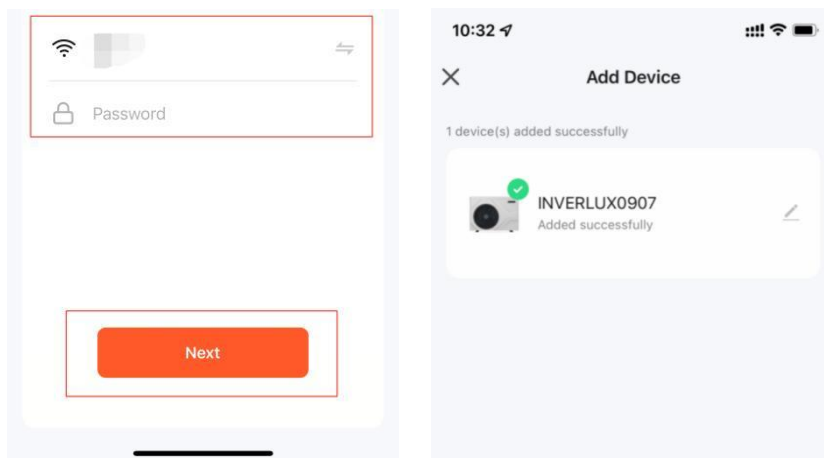 Password
Next
10:32
Add Device
1 device(s) added successfully
INVERLUX0907
Added successfully